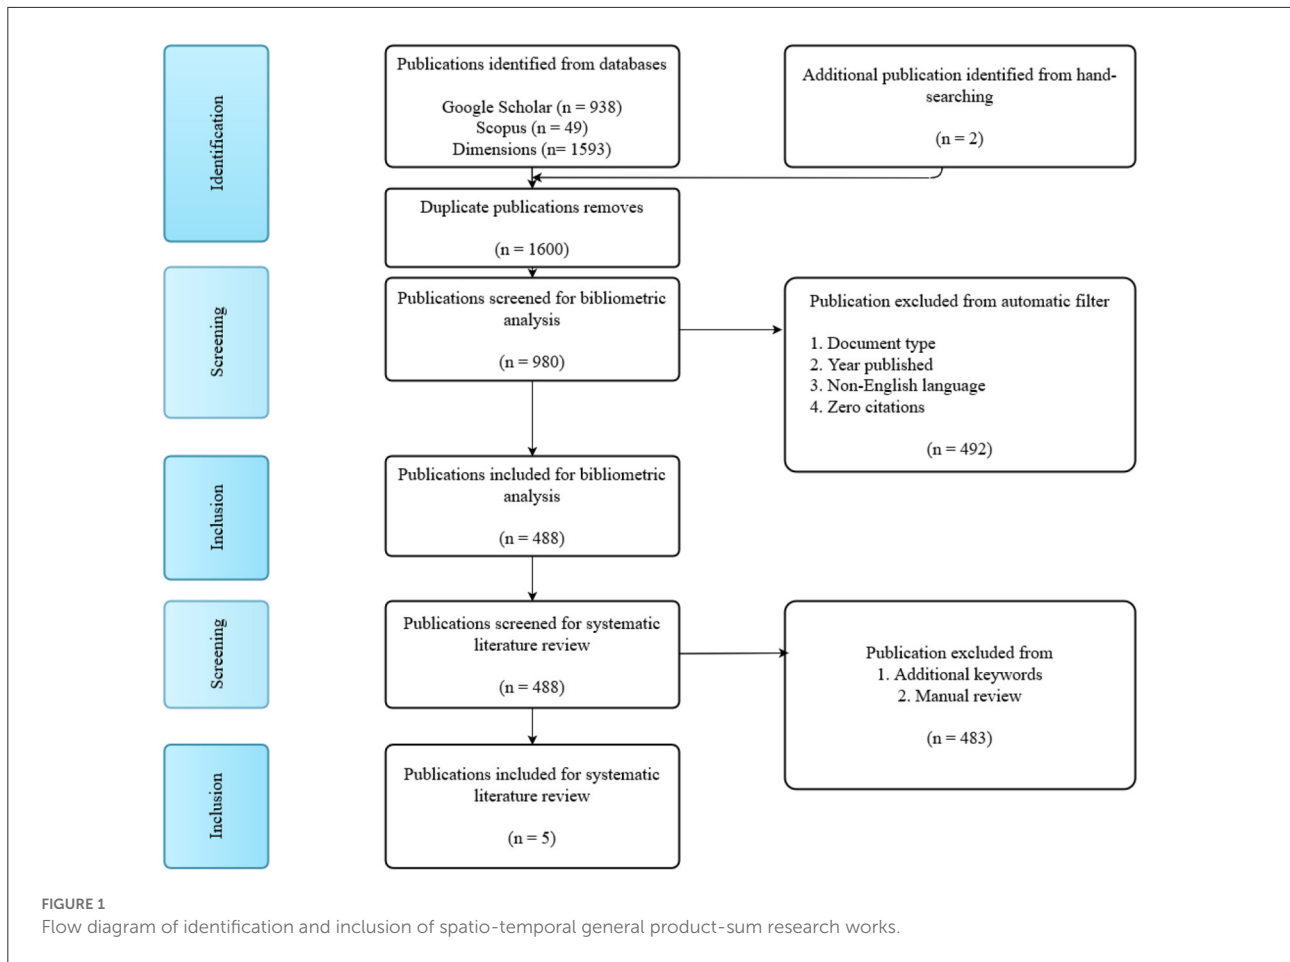 Identification
Publications identified from databases
Google Scholar (n = 938)
Scopus (n = 49)
Dimensions (n= 1593)
Additional publication identified from hand-
searching
(n = 2)
Duplicate publications removes
(n = 1600)
Screening
Publications screened for bibliometric
analysis
(n = 980)
Publication excluded from automatic filter
1. Document type
2. Year published
3. Non-English language
4. Zero citations
(n = 492)
Inclusion
Publications included for bibliometric
analysis
(n = 488)
Screening
Publications screened for systematic
literature review
(n = 488)
Publication excluded from
1. Additional keywords
2. Manual review
(n = 483)
Inclusion
Publications included for systematic
literature review
(n = 5)
FIGURE 1
Flow diagram of identification and inclusion of spatio-temporal general product-sum research works.